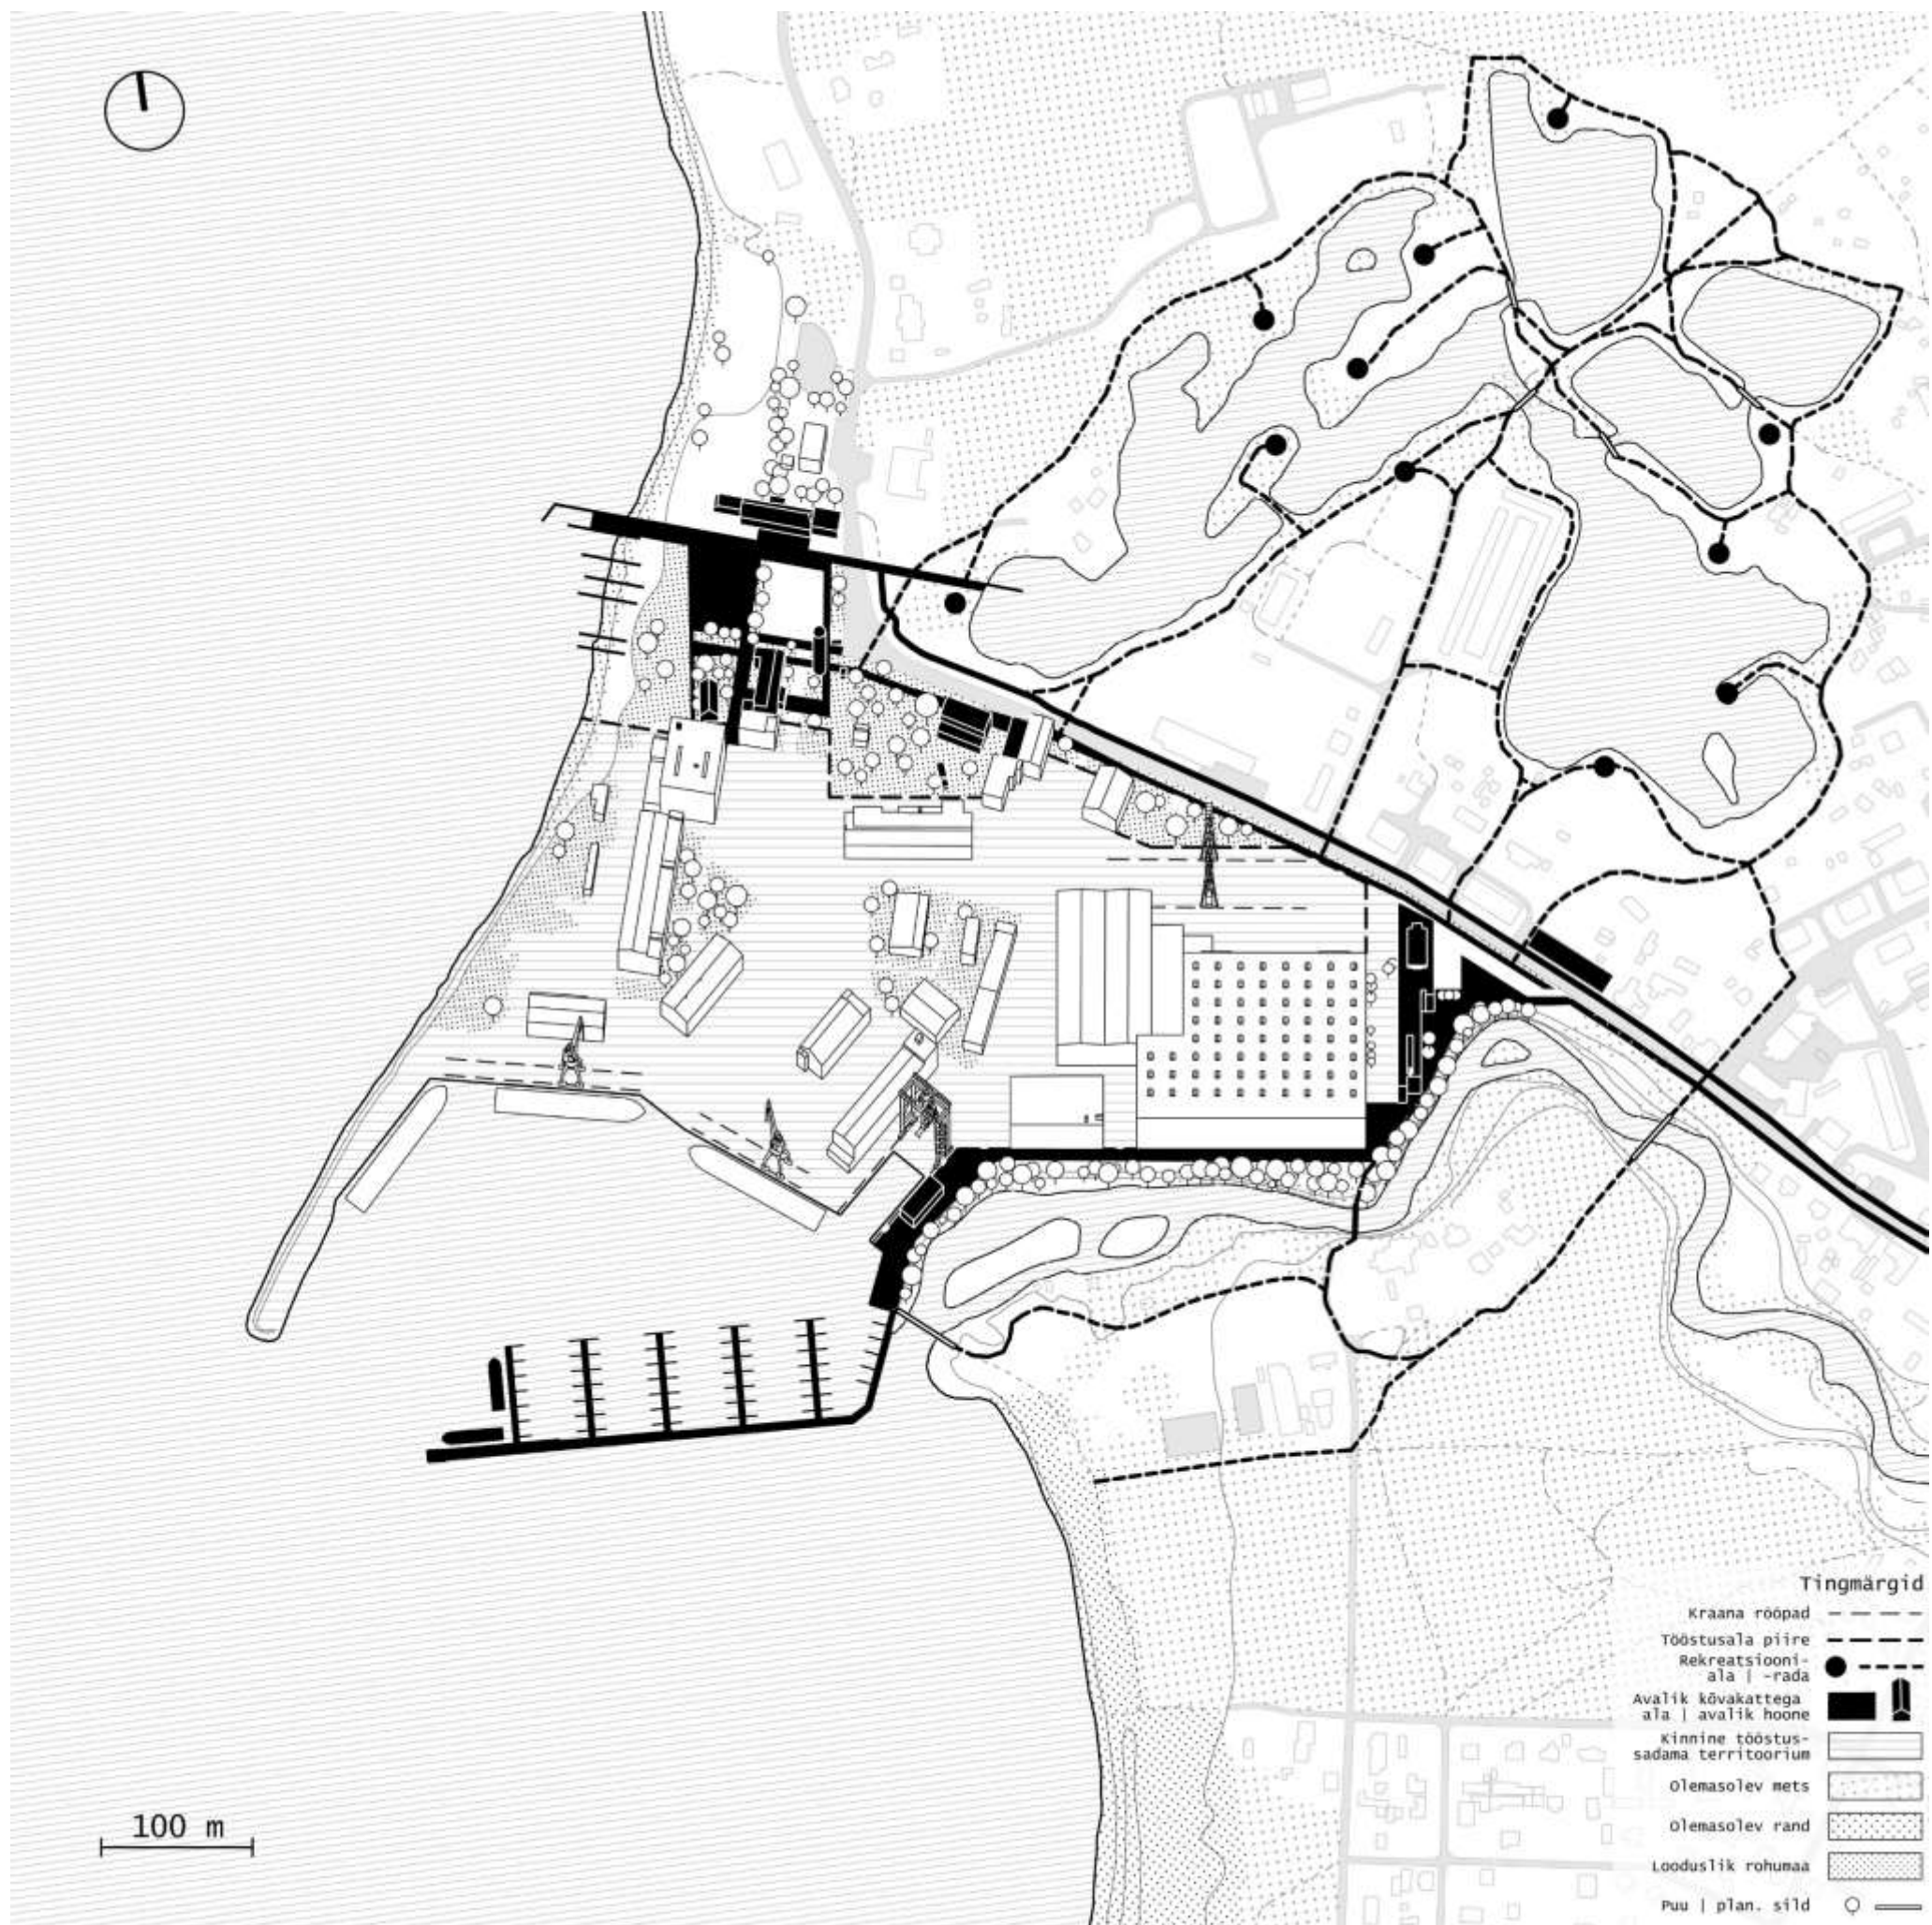 Tingmärgid
Kraana rööpad
Tööstusala piire
Rekreatsiooni-
ala | -rada
Avalik kõvakattega
ala | avalik hoone
Kinnine tööstus-
sadama territoorium
Olemasolev mets
Olemasolev rand
Looduslik rohumaa
Puu | plan. sild
100 m